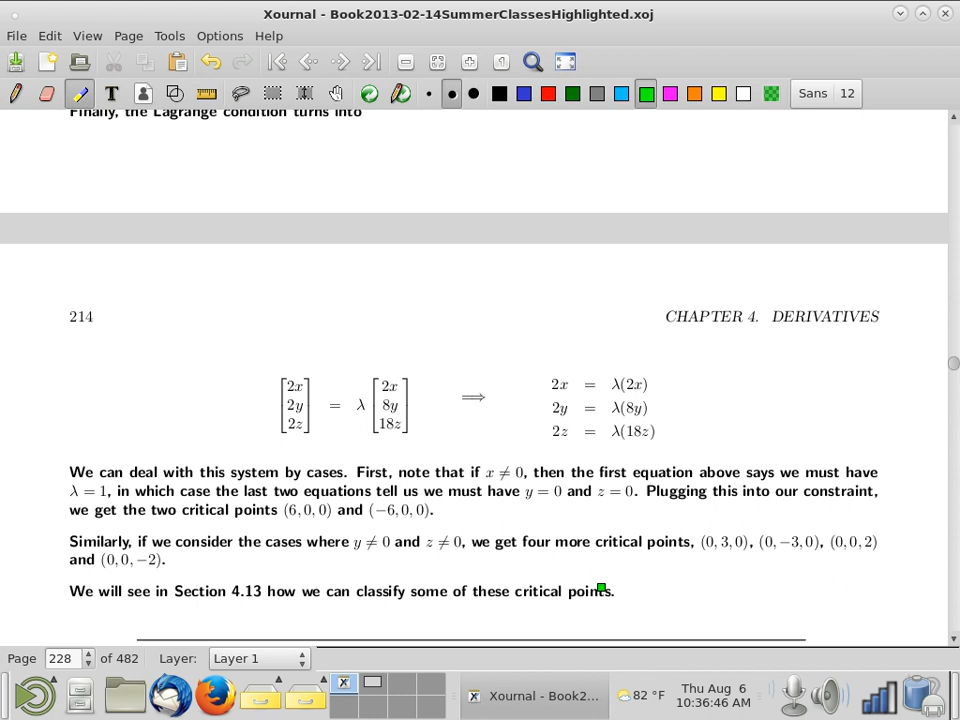 Xournal - Book2013-02-14SummerClassesHighlighted.xoj
File Edit View Page Tools Options Help
T Sans 12
Finally, the Lagrange condition turns into
214 CHAPTER 4. DERIVATIVES
[2x 2y 2z] = λ [2x 8y 18z] ⟹
2x = λ(2x)
2y = λ(8y)
2z = λ(18z)
We can deal with this system by cases. First, note that if x ≠ 0, then the first equation above says we must have
λ = 1, in which case the last two equations tell us we must have y = 0 and z = 0. Plugging this into our constraint,
we get the two critical points (6, 0, 0) and (−6, 0, 0).
Similarly, if we consider the cases where y ≠ 0 and z ≠ 0, we get four more critical points, (0, 3, 0), (0, −3, 0), (0, 0, 2)
and (0, 0, −2).
We will see in Section 4.13 how we can classify some of these critical points.
Page 228 of 482 Layer: Layer 1
Xournal - Book2... 82 °F Thu Aug 6
10:36:46 AM